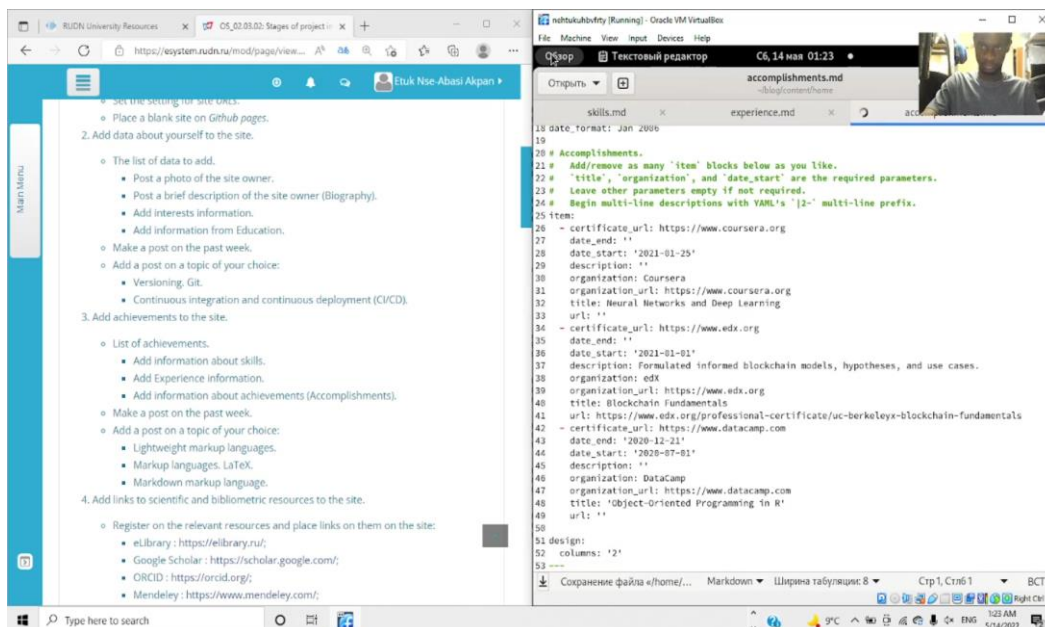 RUDN University Resources
OS_02.03.02: Stages of project ir
https://esystem.rudn.ru/mod/page/view...
Etuk Nse-Abasi Akpan
Main Menu
Set the setting for site URLs.
Place a blank site on Github pages.
2. Add data about yourself to the site.
The list of data to add.
Post a photo of the site owner.
Post a brief description of the site owner (Biography).
Add interests information.
Add information from Education.
Make a post on the past week.
Add a post on a topic of your choice:
Versioning. Git.
Continuous integration and continuous deployment (CI/CD).
3. Add achievements to the site.
List of achievements.
Add information about skills.
Add Experience information.
Add information about achievements (Accomplishments).
Make a post on the past week.
Add a post on a topic of your choice:
Lightweight markup languages.
Markup languages. LaTeX.
Markdown markup language.
4. Add links to scientific and bibliometric resources to the site.
Register on the relevant resources and place links on them on the site:
eLibrary : https://elibrary.ru/;
Google Scholar : https://scholar.google.com/;
ORCID : https://orcid.org/;
Mendeley : https://www.mendeley.com/;
nehtukuhbvfrty [Running] - Oracle VM VirtualBox
File Machine View Input Devices Help
Обзор Текстовый редактор Сб, 14 мая 01:23
Открыть accomplishments.md
~/blog/content/home
skills.md experience.md
18 date_format: Jan 2006
19
20 # Accomplishments.
21 # Add/remove as many `item` blocks below as you like.
22 # `title`, `organization`, and `date_start` are the required parameters.
23 # Leave other parameters empty if not required.
24 # Begin multi-line descriptions with YAML's `|2-` multi-line prefix.
25 item:
26 - certificate_url: https://www.coursera.org
27 date_end: ''
28 date_start: '2021-01-25'
29 description: ''
30 organization: Coursera
31 organization_url: https://www.coursera.org
32 title: Neural Networks and Deep Learning
33 url: ''
34 - certificate_url: https://www.edx.org
35 date_end: ''
36 date_start: '2021-01-01'
37 description: Formulated informed blockchain models, hypotheses, and use cases.
38 organization: edX
39 organization_url: https://www.edx.org
40 title: Blockchain Fundamentals
41 url: https://www.edx.org/professional-certificate/uc-berkeleyx-blockchain-fundamentals
42 - certificate_url: https://www.datacamp.com
43 date_end: '2020-12-21'
44 date_start: '2020-07-01'
45 description: ''
46 organization: DataCamp
47 organization_url: https://www.datacamp.com
48 title: 'Object-Oriented Programming in R'
49 url: ''
50
51 design:
52 columns: '2'
53 ---
Сохранение файла «/home/... Markdown Ширина табуляции: 8 Стр 1, Стлб 1 ВСТ
Right Ctrl
Type here to search
9°C ENG 1:23 AM
5/14/2022